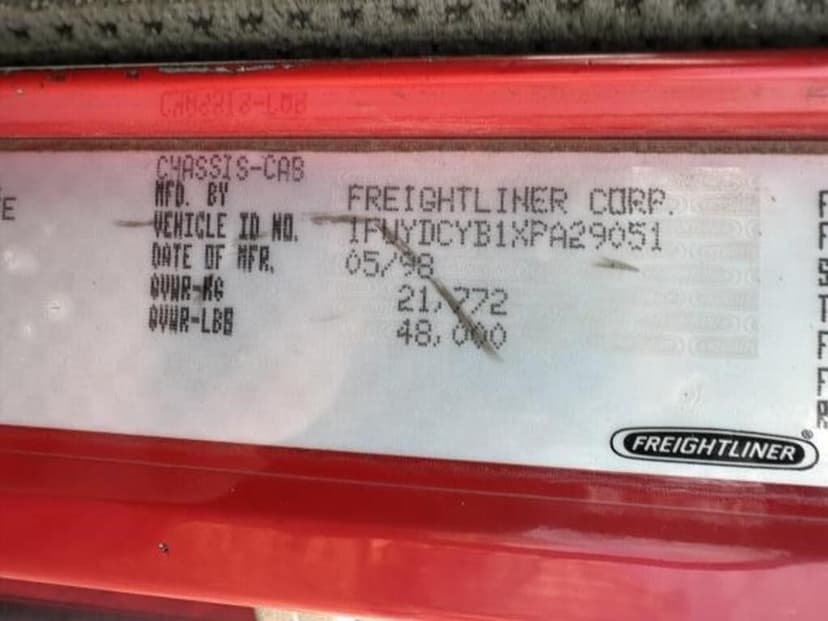 CHASSIS-CAB
MFD. BY FREIGHTLINER CORP.
VEHICLE ID NO. 1FUYDCYB1XPA29051
DATE OF MFR. 05/98
GVWR-KG 21,772
GVWR-LBS 48,000
FREIGHTLINER®